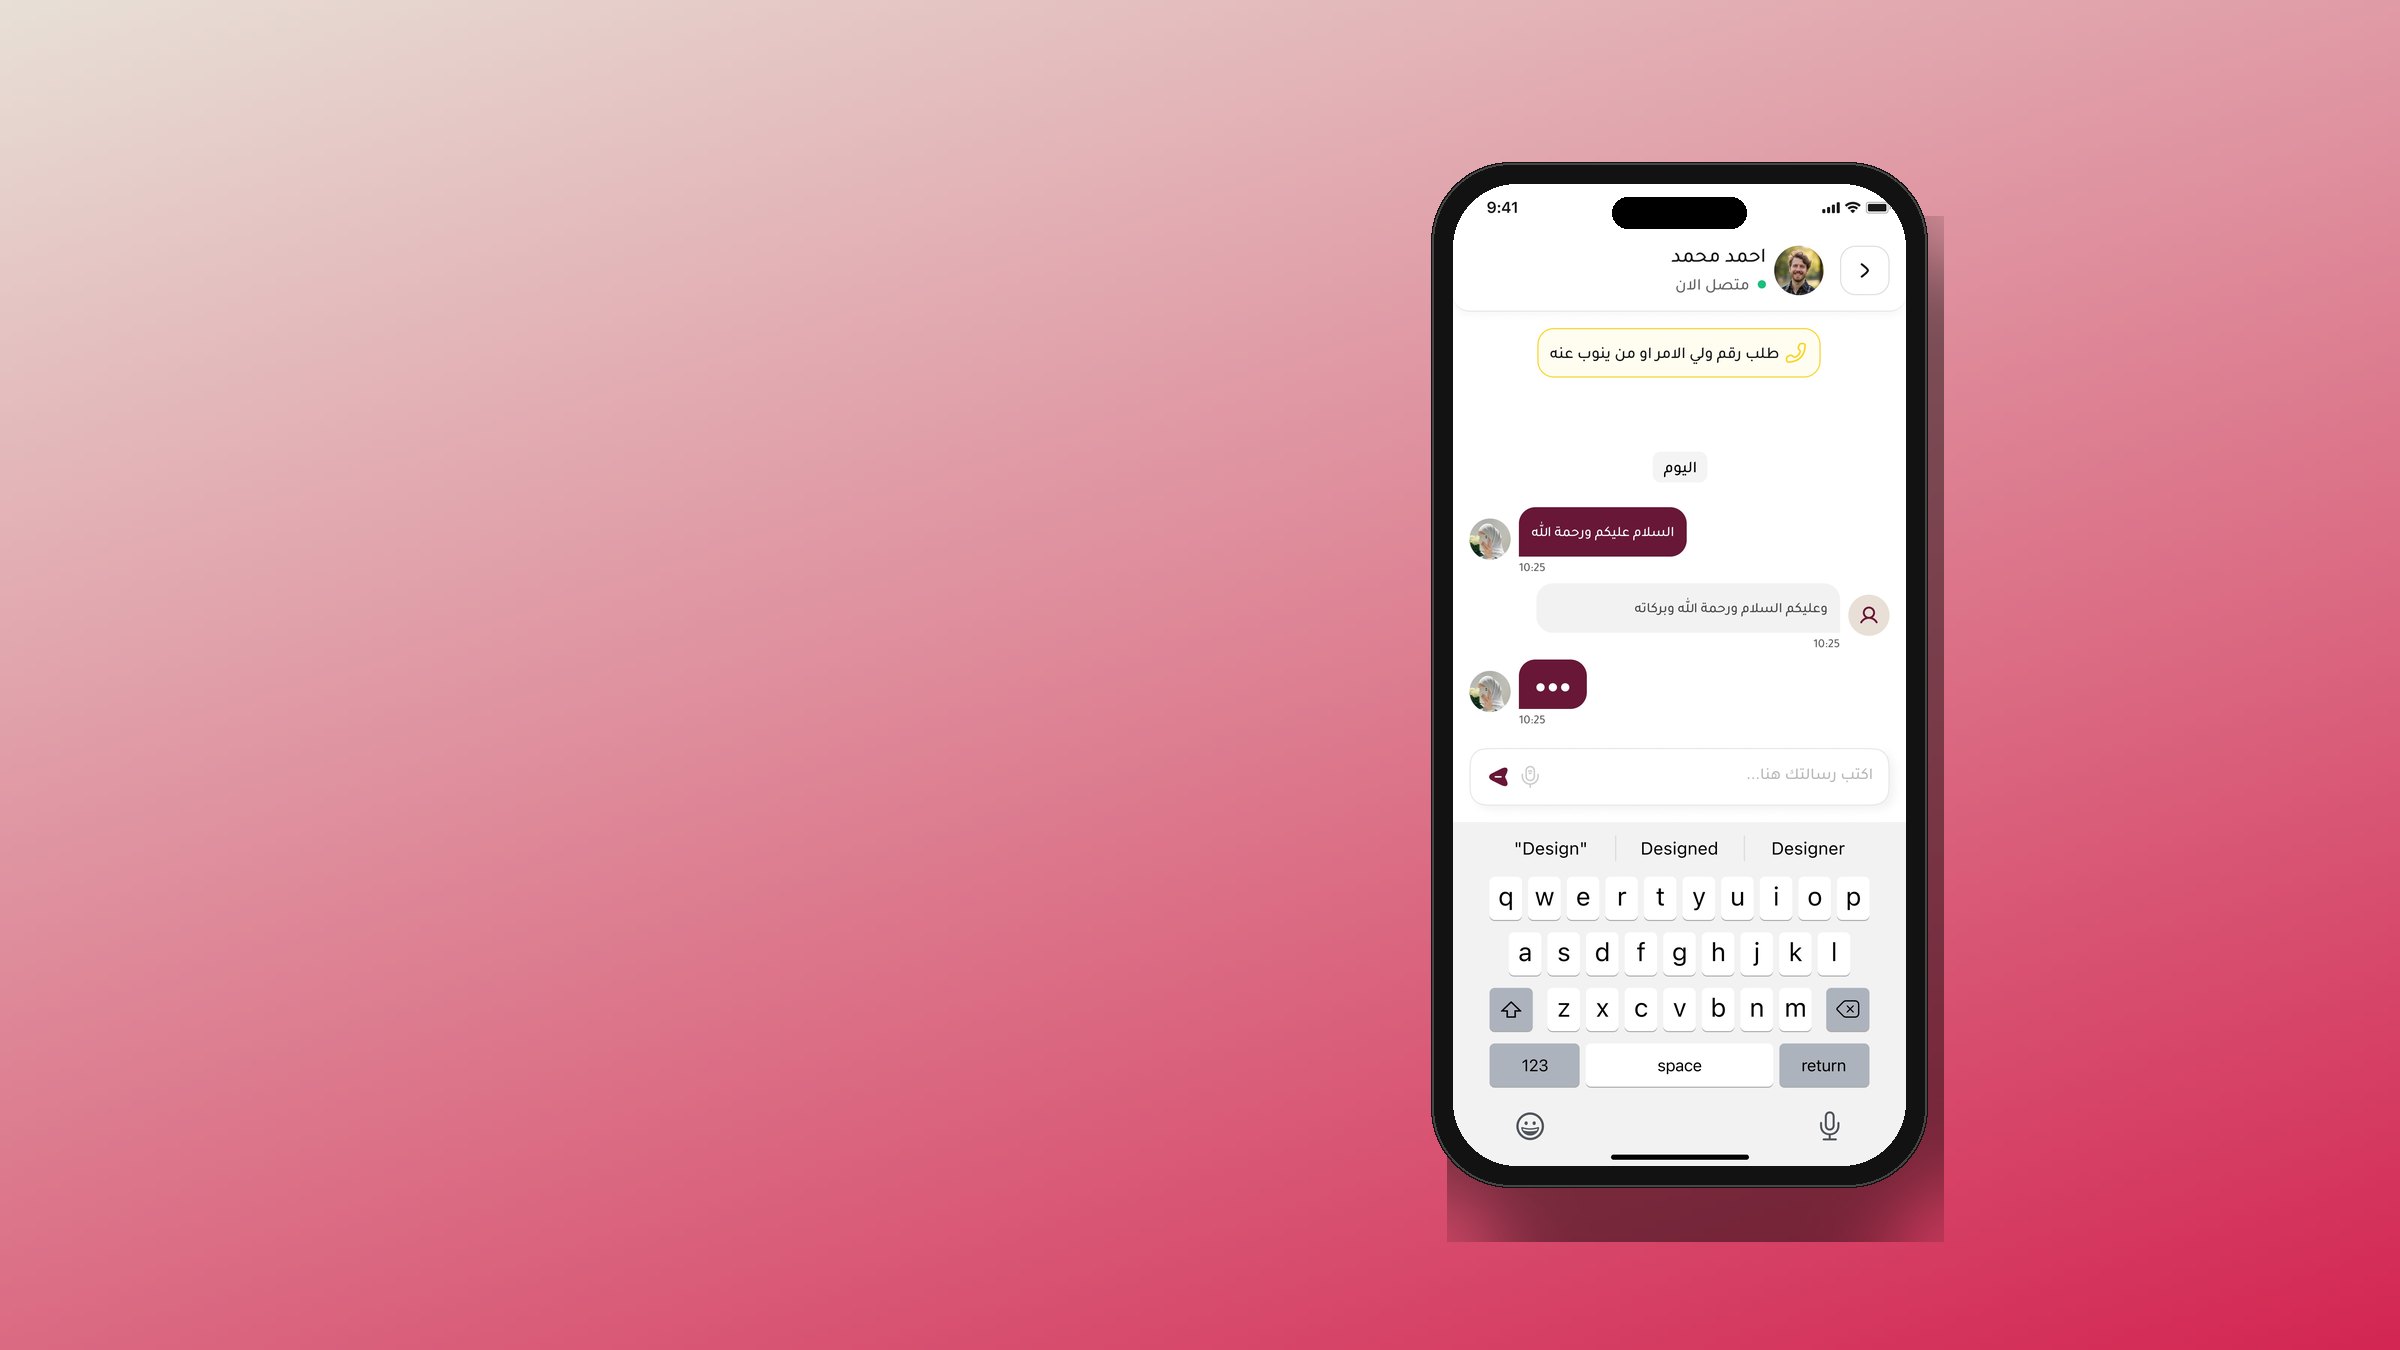 9:41
احمد محمد
متصل الان
طلب رقم ولي الامر او من ينوب عنه
اليوم
السلام عليكم ورحمة الله
10:25
وعليكم السلام ورحمة الله وبركاته
10:25
10:25
اكتب رسالتك هنا...
"Design" Designed Designer
q w e r t y u i o p
a s d f g h j k l
z x c v b n m
123 space return